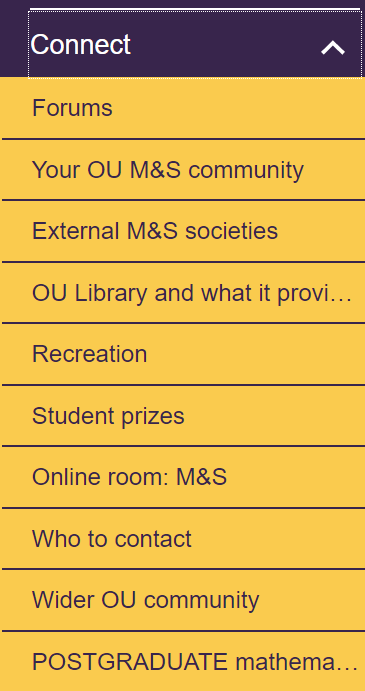 Connect
Forums
Your OU M&S community
External M&S societies
OU Library and what it provi...
Recreation
Student prizes
Online room: M&S
Who to contact
Wider OU community
POSTGRADUATE mathema...